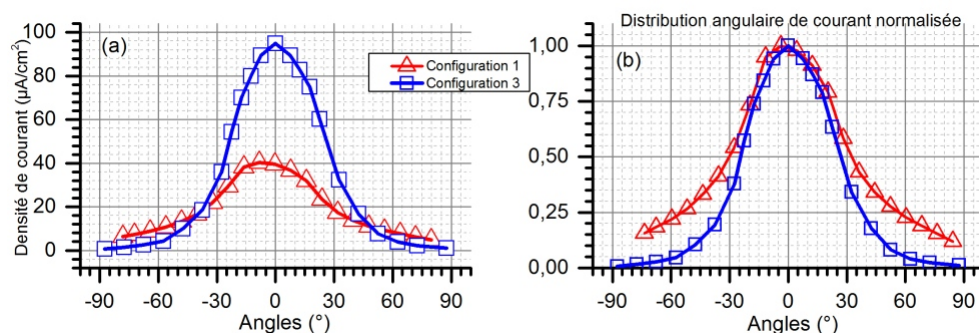 Distribution angulaire de courant normalisée
(a)
Densité de courant (µA/cm²)
100
80
60
40
20
0
-90 -60 -30 0 30 60 90
Angles (°)
Configuration 1
Configuration 3
(b)
1,00
0,75
0,50
0,25
0,00
-90 -60 -30 0 30 60 90
Angles (°)